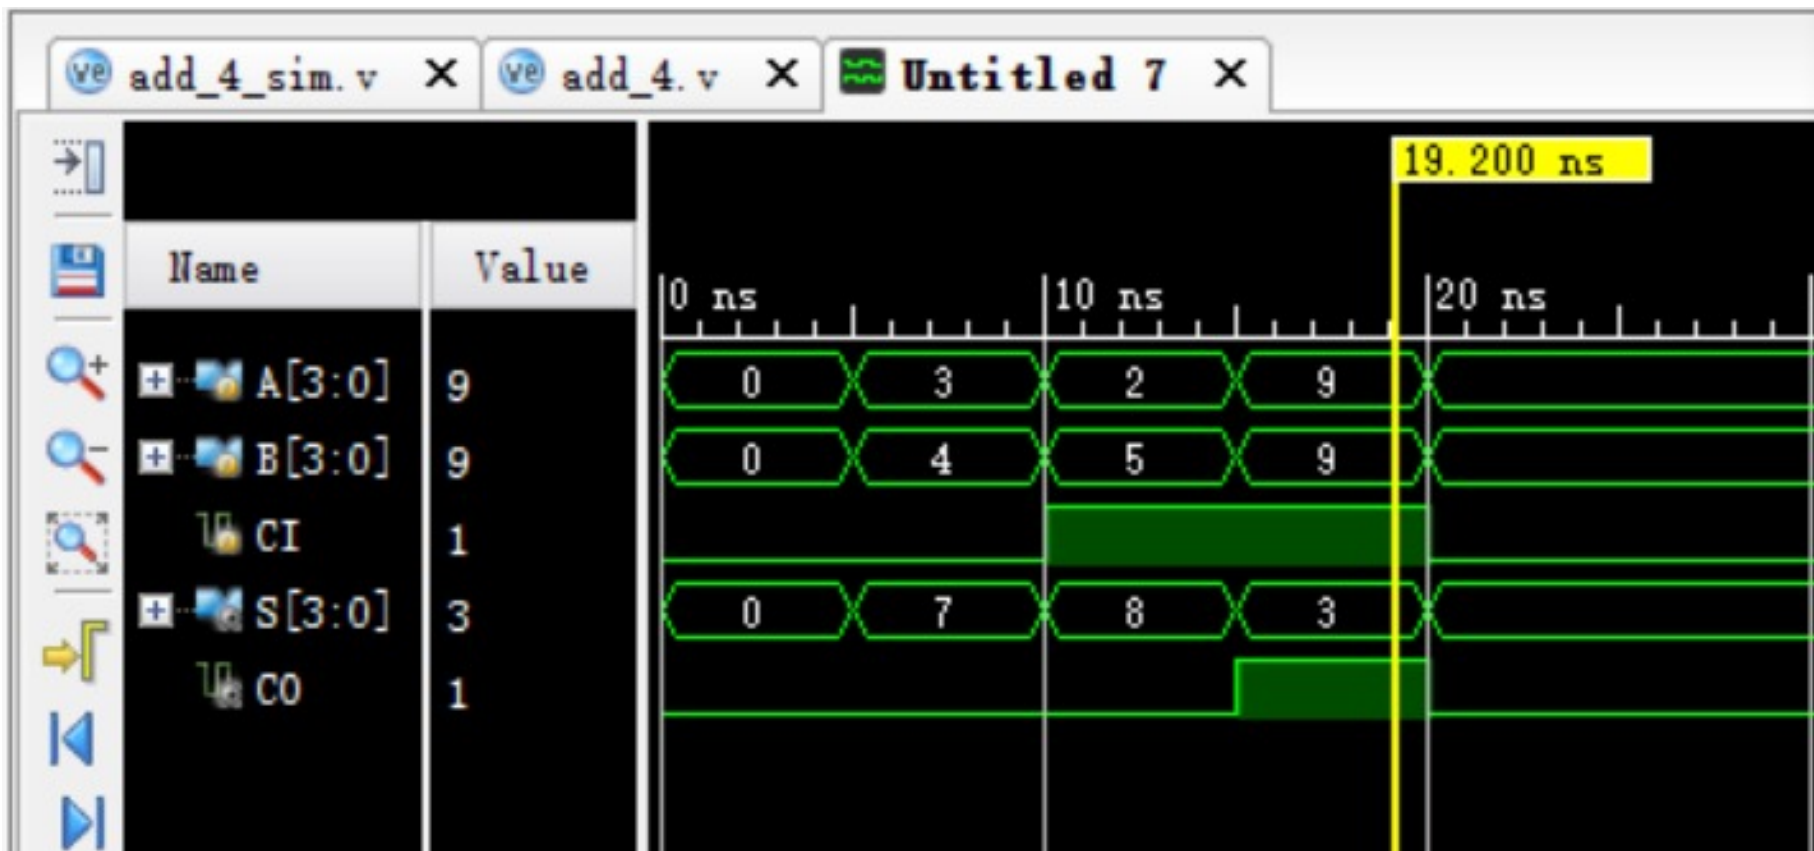 add_4_sim.v add_4.v Untitled 7
19.200 ns
Name Value
0 ns 10 ns 20 ns
A[3:0] 9 0 3 2 9
B[3:0] 9 0 4 5 9
CI 1
S[3:0] 3 0 7 8 3
CO 1